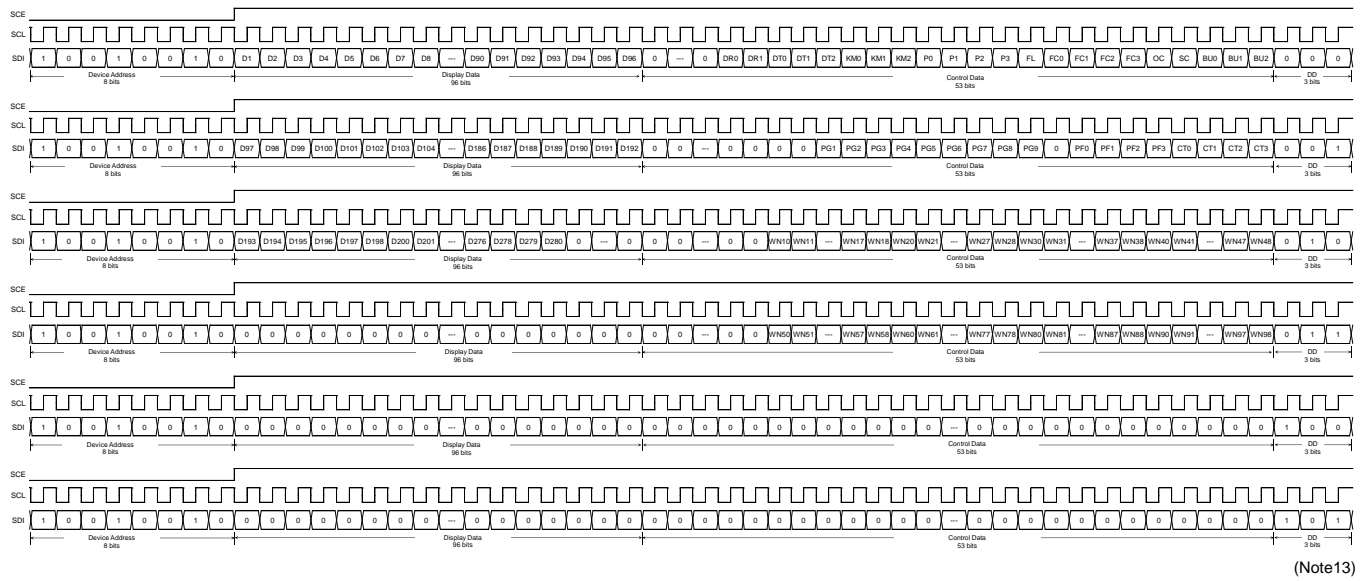 SCE
SCL
SDI 1 0 0 1 0 0 1 0 D1 D2 D3 D4 D5 D6 D7 D8 --- D90 D91 D92 D93 D94 D95 D96 0 --- 0 DR0 DR1 DT0 DT1 DT2 KM0 KM1 KM2 P0 P1 P2 P3 FL FC0 FC1 FC2 FC3 OC SC BU0 BU1 BU2 0 0 0
Device Address Display Data Control Data DD
8 bits 96 bits 53 bits 3 bits
SCE
SCL
SDI 1 0 0 1 0 0 1 0 D97 D98 D99 D100 D101 D102 D103 D104 --- D186 D187 D188 D189 D190 D191 D192 0 0 --- 0 0 0 0 PG1 PG2 PG3 PG4 PG5 PG6 PG7 PG8 PG9 0 PF0 PF1 PF2 PF3 CT0 CT1 CT2 CT3 0 0 1
Device Address Display Data Control Data DD
8 bits 96 bits 53 bits 3 bits
SCE
SCL
SDI 1 0 0 1 0 0 1 0 D193 D194 D195 D196 D197 D198 D200 D201 --- D276 D278 D279 D280 0 --- 0 0 0 --- 0 0 WN10 WN11 --- WN17 WN18 WN20 WN21 --- WN27 WN28 WN30 WN31 --- WN37 WN38 WN40 WN41 --- WN47 WN48 0 1 0
Device Address Display Data Control Data DD
8 bits 96 bits 53 bits 3 bits
SCE
SCL
SDI 1 0 0 1 0 0 1 0 0 0 0 0 0 0 0 0 --- 0 0 0 0 0 0 0 0 0 --- 0 0 WN50 WN51 --- WN57 WN58 WN60 WN61 --- WN77 WN78 WN80 WN81 --- WN87 WN88 WN90 WN91 --- WN97 WN98 0 1 1
Device Address Display Data Control Data DD
8 bits 96 bits 53 bits 3 bits
SCE
SCL
SDI 1 0 0 1 0 0 1 0 0 0 0 0 0 0 0 0 --- 0 0 0 0 0 0 0 0 0 0 0 0 0 0 0 0 0 0 0 0 --- 0 0 0 0 0 0 0 0 0 0 0 0 1 0 0
Device Address Display Data Control Data DD
8 bits 96 bits 53 bits 3 bits
SCE
SCL
SDI 1 0 0 1 0 0 1 0 0 0 0 0 0 0 0 0 --- 0 0 0 0 0 0 0 0 0 0 0 0 0 0 0 0 0 0 0 0 --- 0 0 0 0 0 0 0 0 0 0 0 0 1 0 1
Device Address Display Data Control Data DD
8 bits 96 bits 53 bits 3 bits
(Note13)